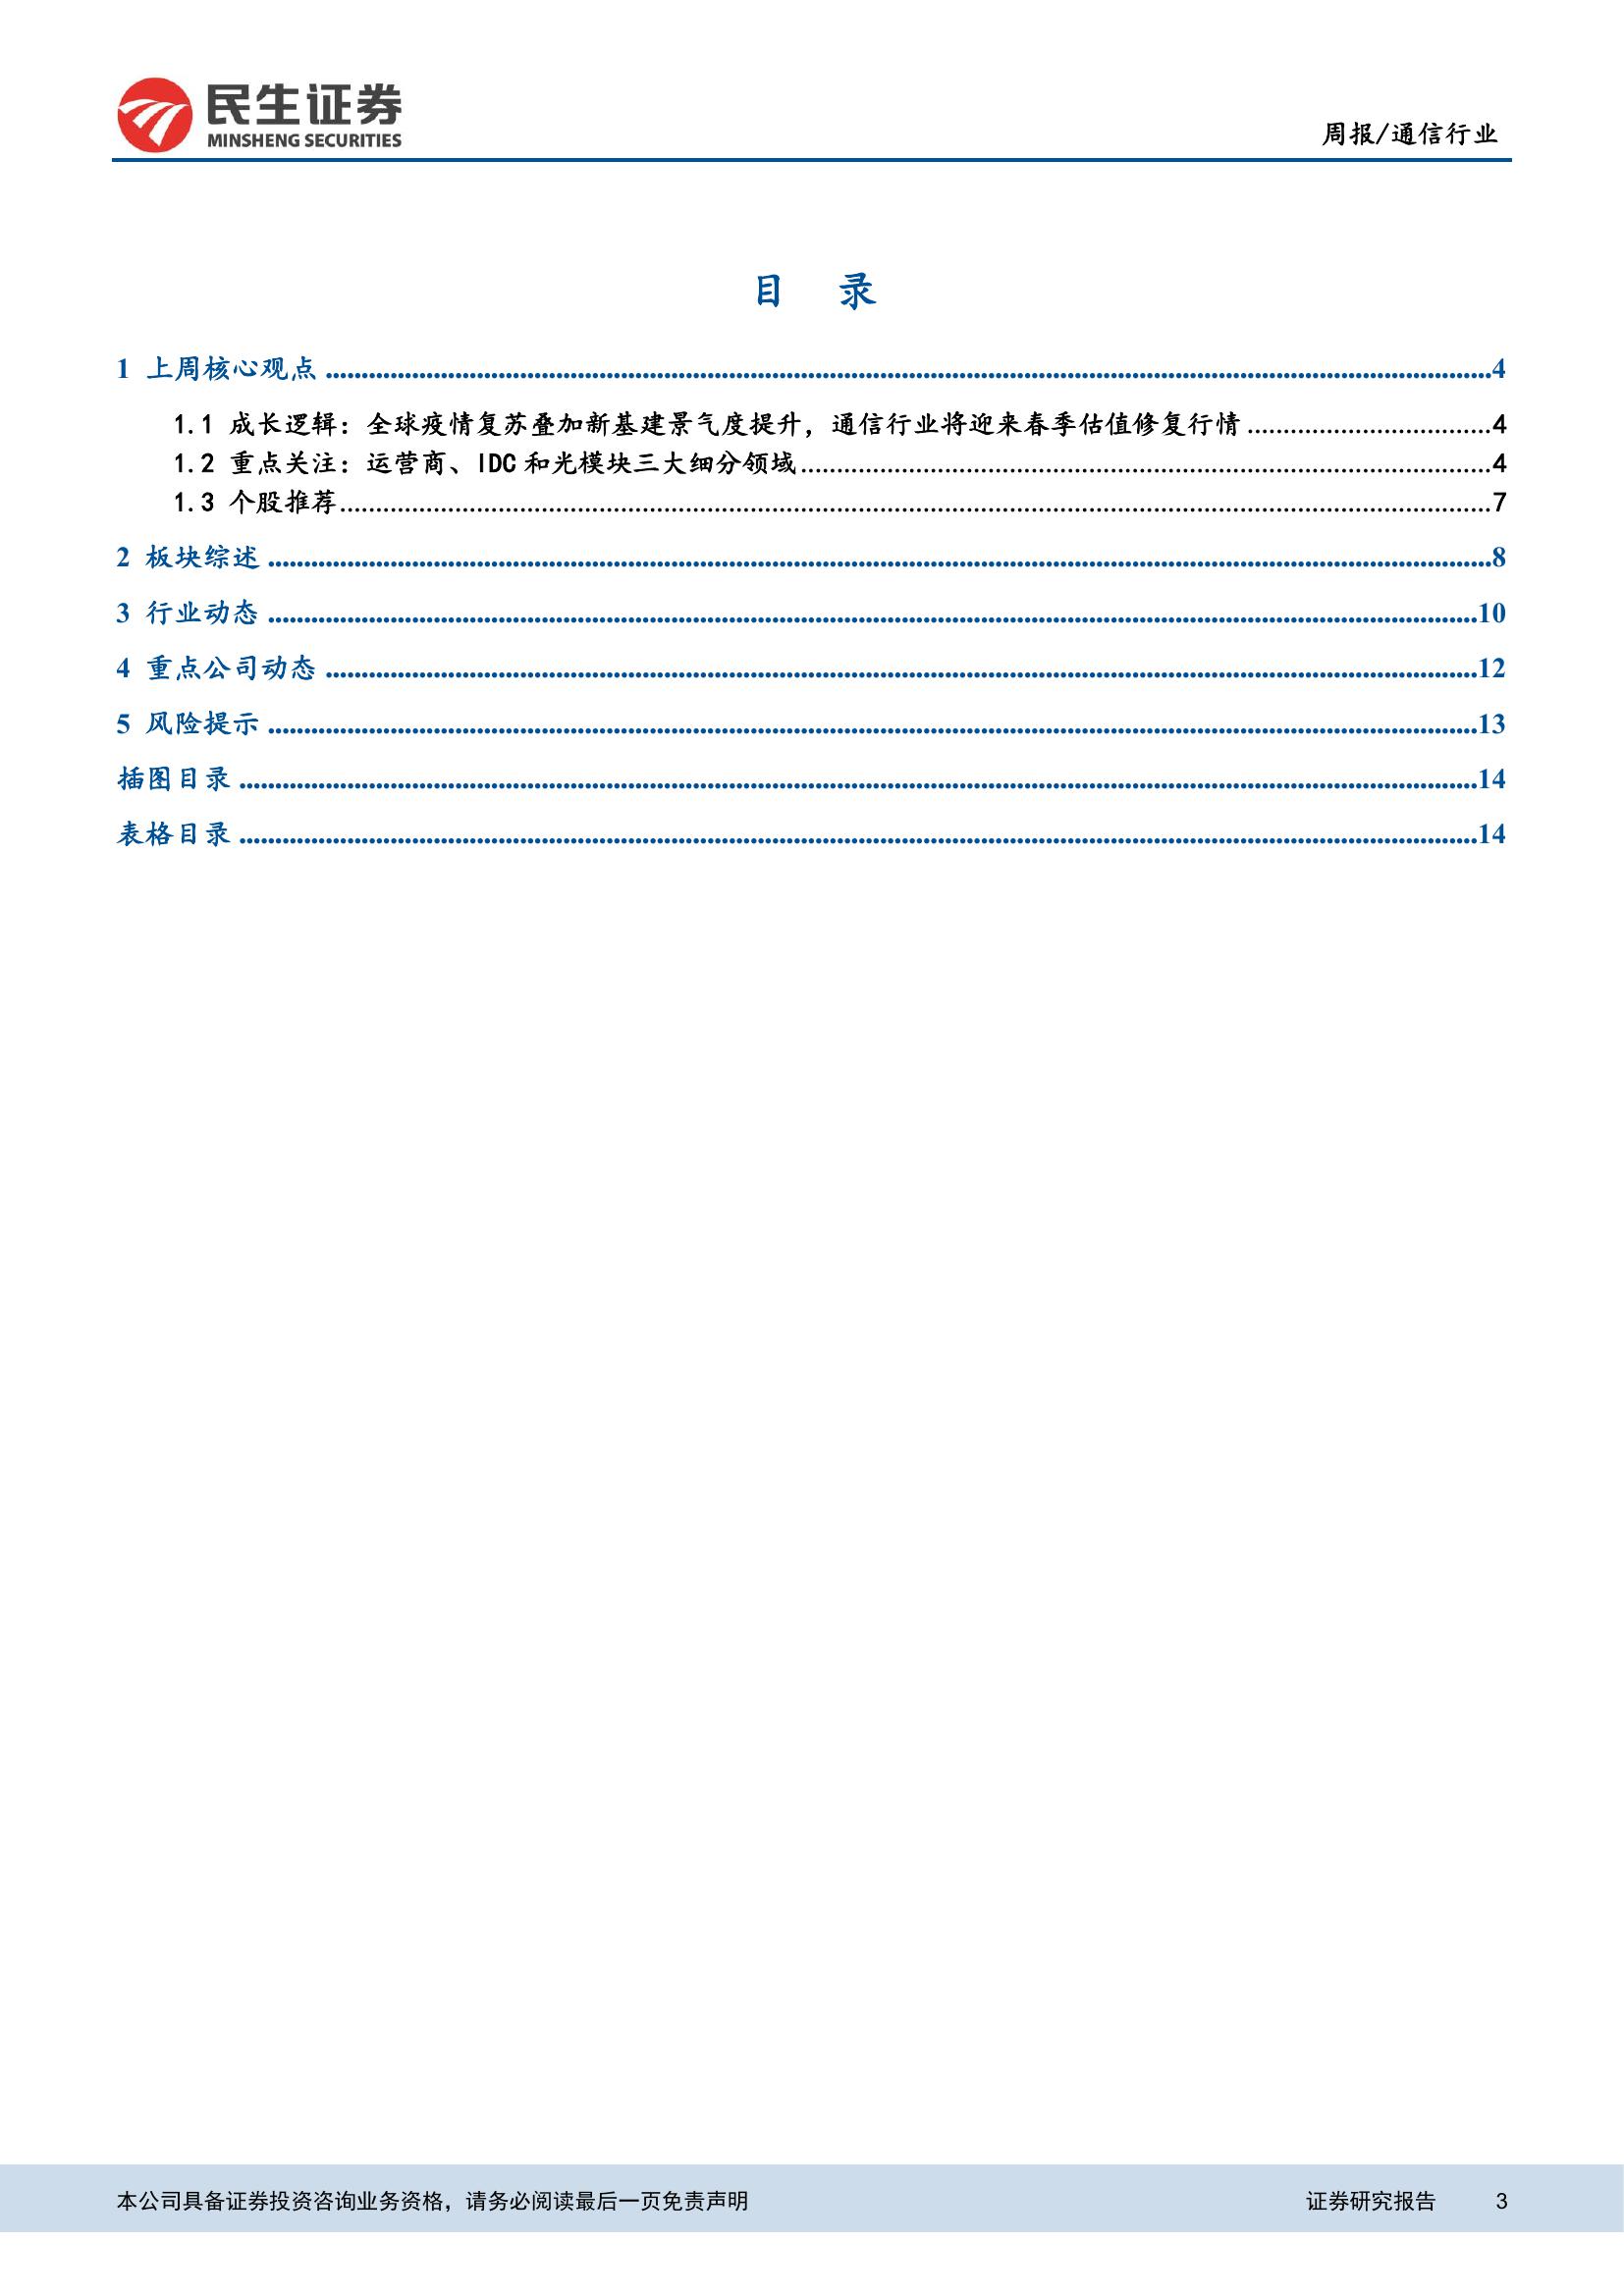 民生证券
MINSHENG SECURITIES
周报/通信行业
目 录
1 上周核心观点 ........ 4
1.1 成长逻辑：全球疫情复苏叠加新基建景气度提升，通信行业将迎来春季估值修复行情 ........ 4
1.2 重点关注：运营商、IDC 和光模块三大细分领域 ........ 4
1.3 个股推荐 ........ 7
2 板块综述 ........ 8
3 行业动态 ........ 10
4 重点公司动态 ........ 12
5 风险提示 ........ 13
插图目录 ........ 14
表格目录 ........ 14
本公司具备证券投资咨询业务资格，请务必阅读最后一页免责声明 证券研究报告 3